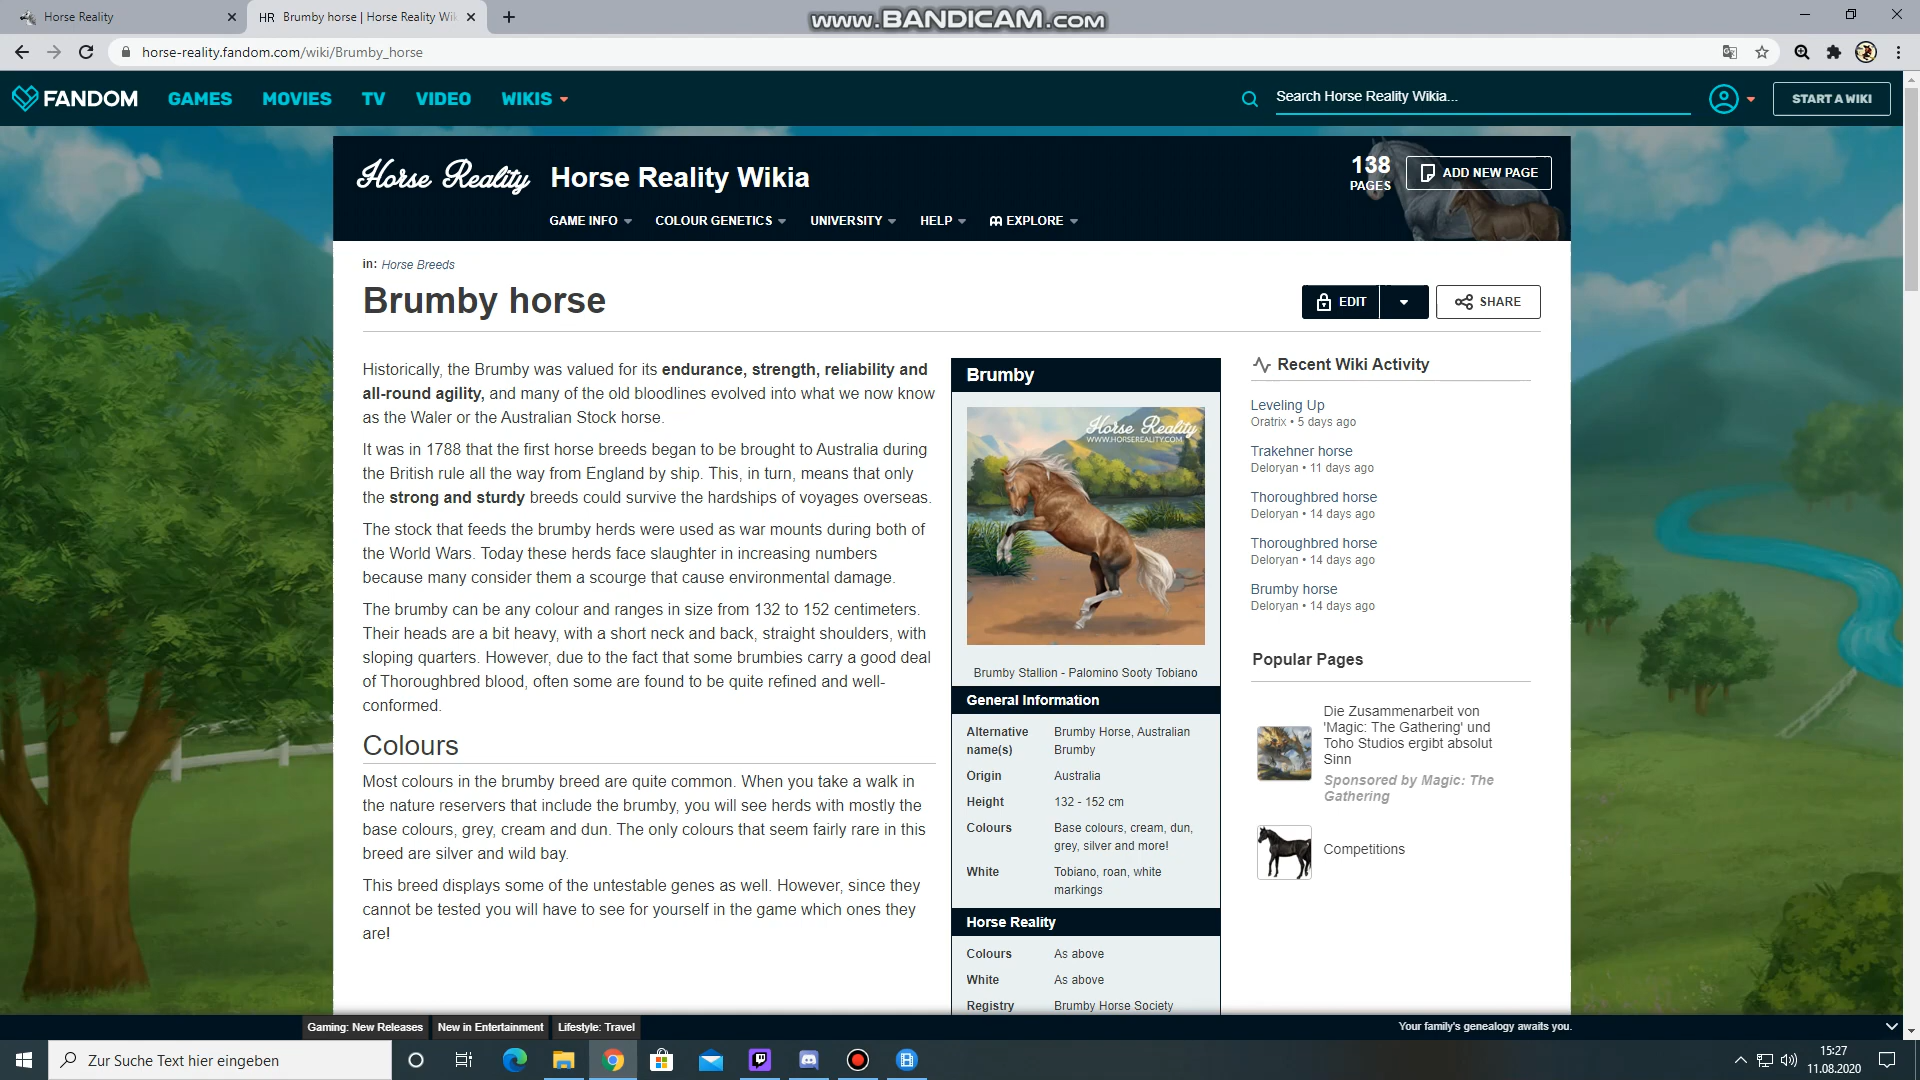 Horse Reality
HR Brumby horse | Horse Reality Wik
www.BANDICAM.com
horse-reality.fandom.com/wiki/Brumby_horse
FANDOM
GAMES
MOVIES
TV
VIDEO
WIKIS
Search Horse Reality Wikia...
START A WIKI
Horse Reality
Horse Reality Wikia
138
PAGES
ADD NEW PAGE
GAME INFO
COLOUR GENETICS
UNIVERSITY
HELP
EXPLORE
in: Horse Breeds
Brumby horse
EDIT
SHARE
Historically, the Brumby was valued for its endurance, strength, reliability and
all-round agility, and many of the old bloodlines evolved into what we now know
as the Waler or the Australian Stock horse.
It was in 1788 that the first horse breeds began to be brought to Australia during
the British rule all the way from England by ship. This, in turn, means that only
the strong and sturdy breeds could survive the hardships of voyages overseas.
The stock that feeds the brumby herds were used as war mounts during both of
the World Wars. Today these herds face slaughter in increasing numbers
because many consider them a scourge that cause environmental damage.
The brumby can be any colour and ranges in size from 132 to 152 centimeters.
Their heads are a bit heavy, with a short neck and back, straight shoulders, with
sloping quarters. However, due to the fact that some brumbies carry a good deal
of Thoroughbred blood, often some are found to be quite refined and well-
conformed.
Colours
Most colours in the brumby breed are quite common. When you take a walk in
the nature reservers that include the brumby, you will see herds with mostly the
base colours, grey, cream and dun. The only colours that seem fairly rare in this
breed are silver and wild bay.
This breed displays some of the untestable genes as well. However, since they
cannot be tested you will have to see for yourself in the game which ones they
are!
Brumby
Horse Reality
WWW.HORSEREALITY.COM
Brumby Stallion - Palomino Sooty Tobiano
General Information
Alternative name(s) Brumby Horse, Australian Brumby
Origin Australia
Height 132 - 152 cm
Colours Base colours, cream, dun, grey, silver and more!
White Tobiano, roan, white markings
Horse Reality
Colours As above
White As above
Registry Brumby Horse Society
Recent Wiki Activity
Leveling Up
Oratrix • 5 days ago
Trakehner horse
Deloryan • 11 days ago
Thoroughbred horse
Deloryan • 14 days ago
Thoroughbred horse
Deloryan • 14 days ago
Brumby horse
Deloryan • 14 days ago
Popular Pages
Die Zusammenarbeit von
'Magic: The Gathering' und
Toho Studios ergibt absolut
Sinn
Sponsored by Magic: The
Gathering
Competitions
Gaming: New Releases
New in Entertainment
Lifestyle: Travel
Your family's genealogy awaits you.
Zur Suche Text hier eingeben
15:27
11.08.2020